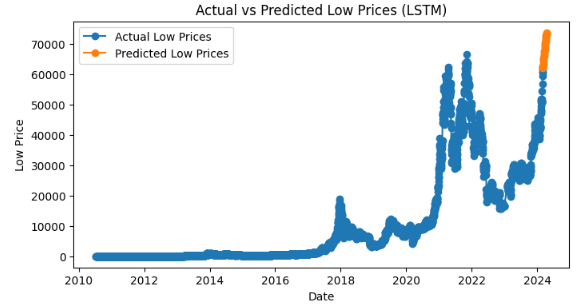 Actual vs Predicted Low Prices (LSTM)
Actual Low Prices
Predicted Low Prices
Low Price
70000
60000
50000
40000
30000
20000
10000
0
2010 2012 2014 2016 2018 2020 2022 2024
Date